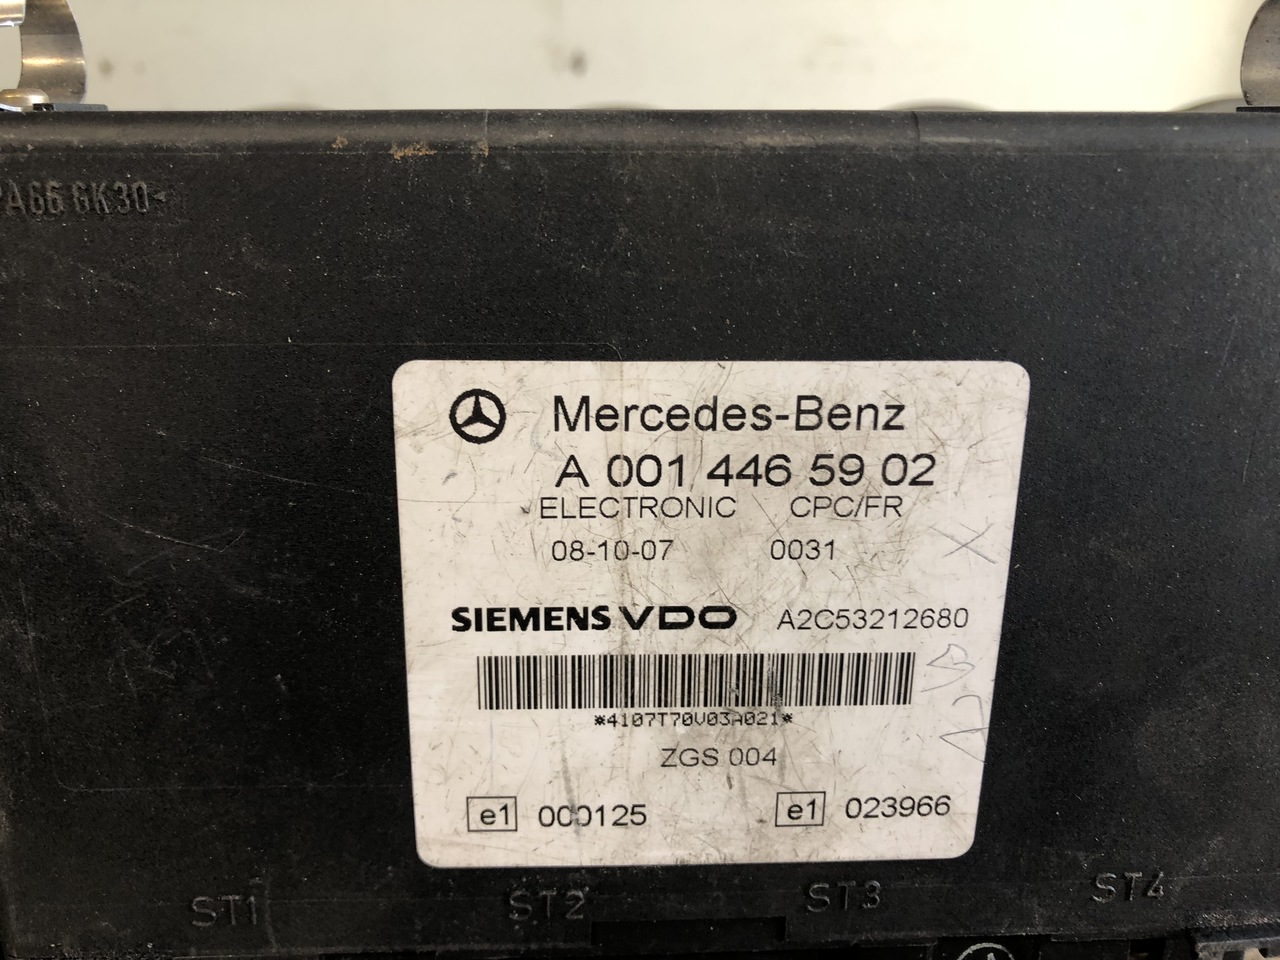 PA66 GK30◂
Mercedes-Benz
A 001 446 59 02
ELECTRONIC CPC/FR
08-10-07 0031
SIEMENS VDO A2C53212680
*4107T70V03A021*
ZGS 004
e1 000125 e1 023966
ST1 ST2 ST3 ST4